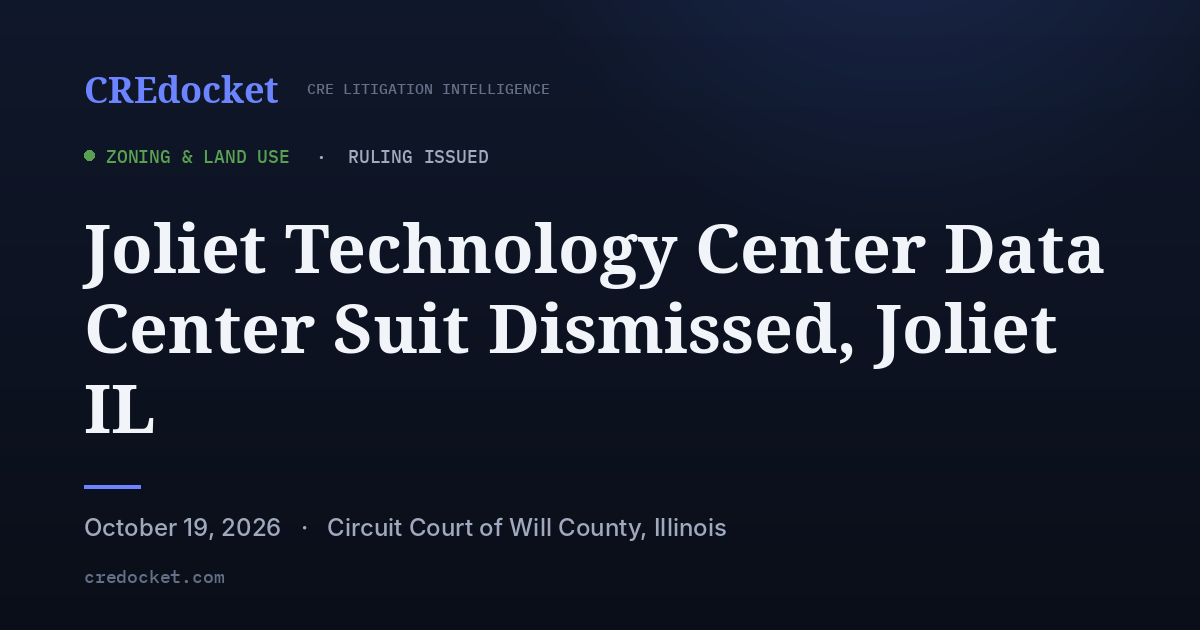 CREdocket CRE LITIGATION INTELLIGENCE
ZONING & LAND USE · RULING ISSUED
Joliet Technology Center Data
Center Suit Dismissed, Joliet
IL
October 19, 2026 · Circuit Court of Will County, Illinois
credocket.com